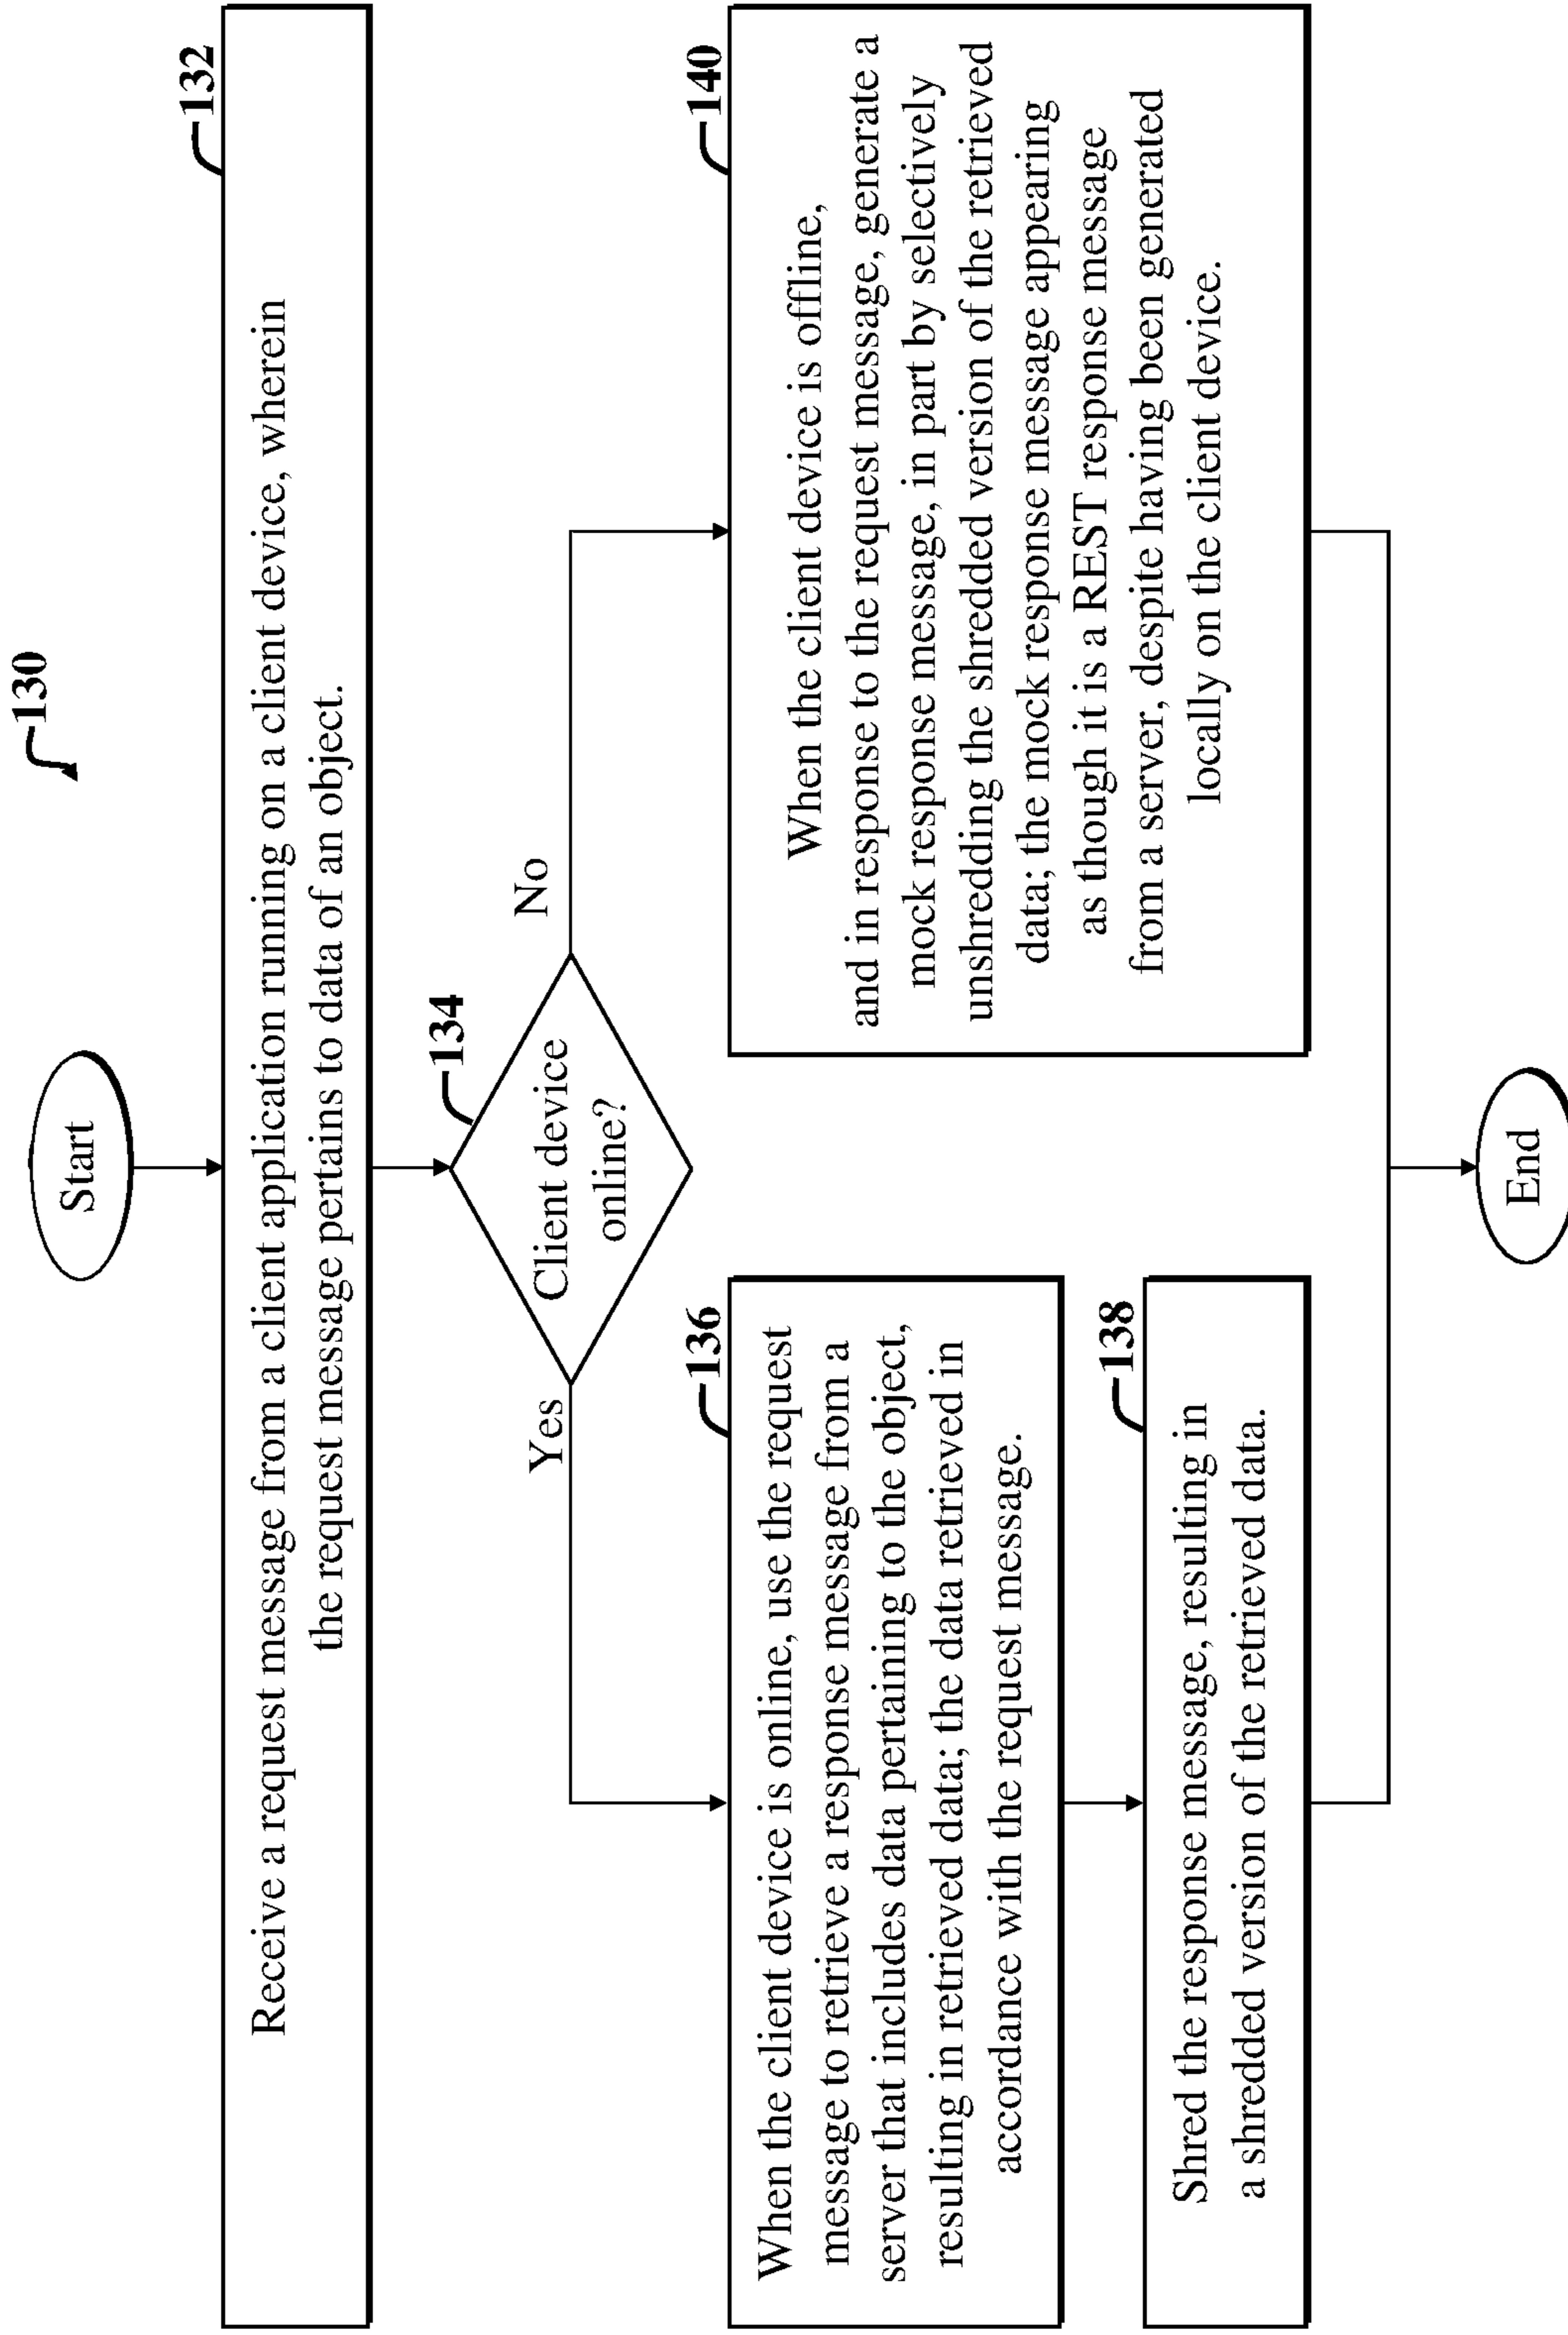 130
Start
132
Receive a request message from a client application running on a client device, wherein
the request message pertains to data of an object.
134
Client device
online?
Yes
No
136
When the client device is online, use the request
message to retrieve a response message from a
server that includes data pertaining to the object,
resulting in retrieved data; the data retrieved in
accordance with the request message.
138
Shred the response message, resulting in
a shredded version of the retrieved data.
140
When the client device is offline,
and in response to the request message, generate a
mock response message, in part by selectively
unshredding the shredded version of the retrieved
data; the mock response message appearing
as though it is a REST response message
from a server, despite having been generated
locally on the client device.
End